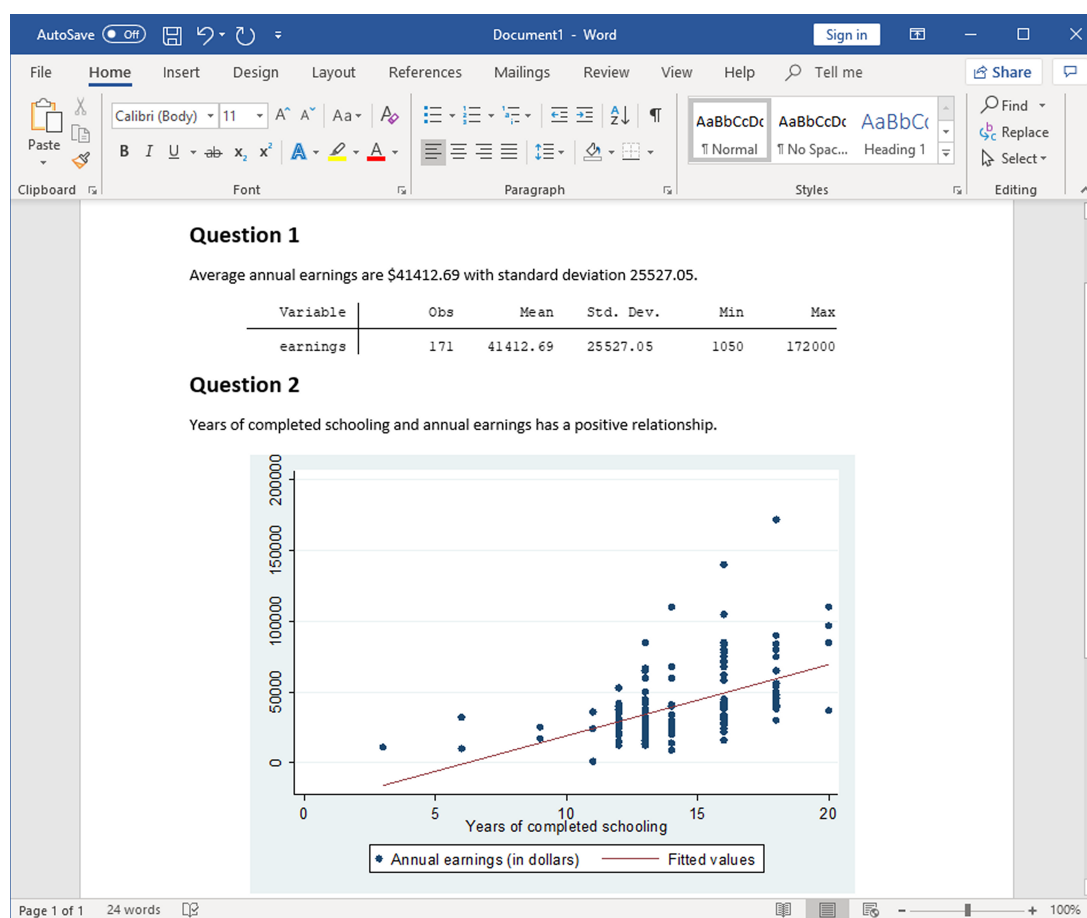 AutoSave Off Document1 - Word Sign in
File Home Insert Design Layout References Mailings Review View Help Tell me Share
Calibri (Body) 11 Aa
Paste
B I U ab x₂ x² A A
AaBbCcDc AaBbCcDc AaBbCc
¶ Normal ¶ No Spac... Heading 1
Find
Replace
Select
Clipboard Font Paragraph Styles Editing
Question 1
Average annual earnings are $41412.69 with standard deviation 25527.05.
Variable Obs Mean Std. Dev. Min Max
earnings 171 41412.69 25527.05 1050 172000
Question 2
Years of completed schooling and annual earnings has a positive relationship.
200000
150000
100000
50000
0
0 5 10 15 20
Years of completed schooling
Annual earnings (in dollars) Fitted values
Page 1 of 1 24 words 100%